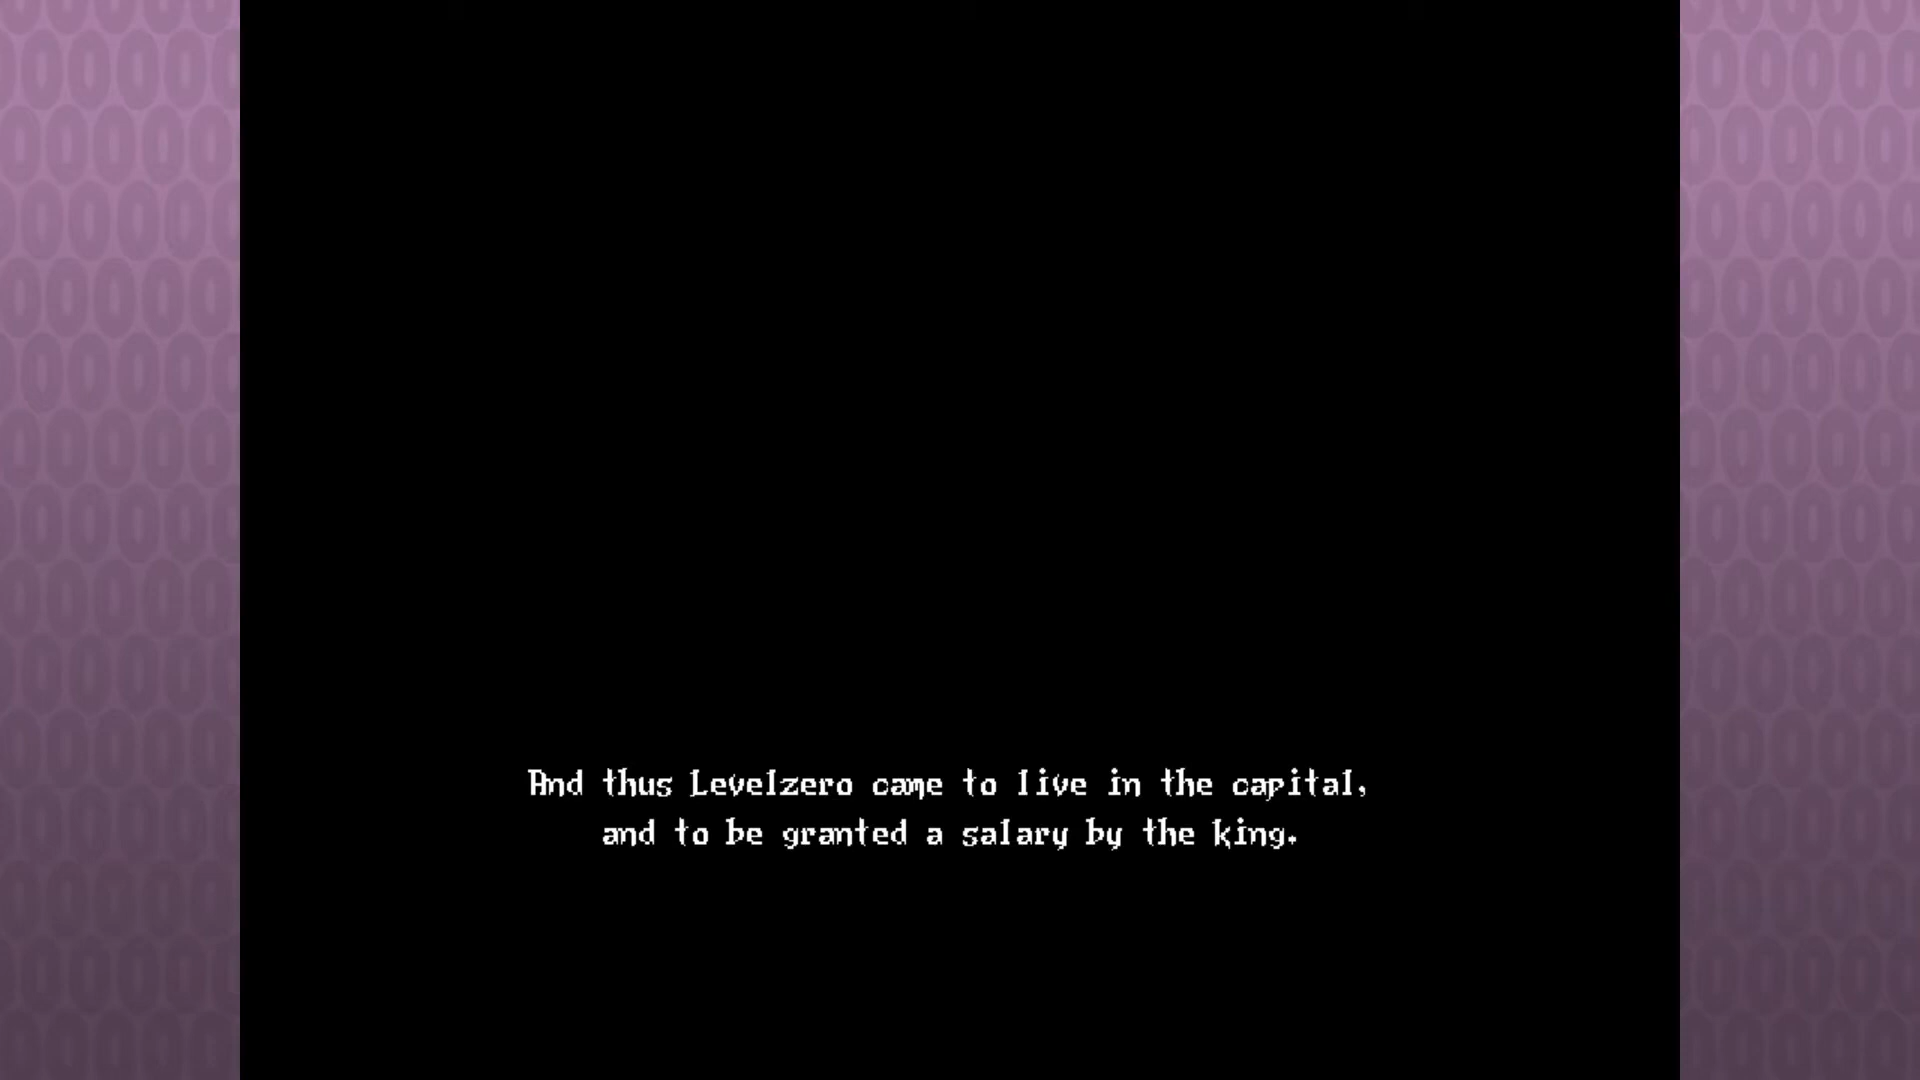 And thus Levelzero came to live in the capital,
and to be granted a salary by the king.